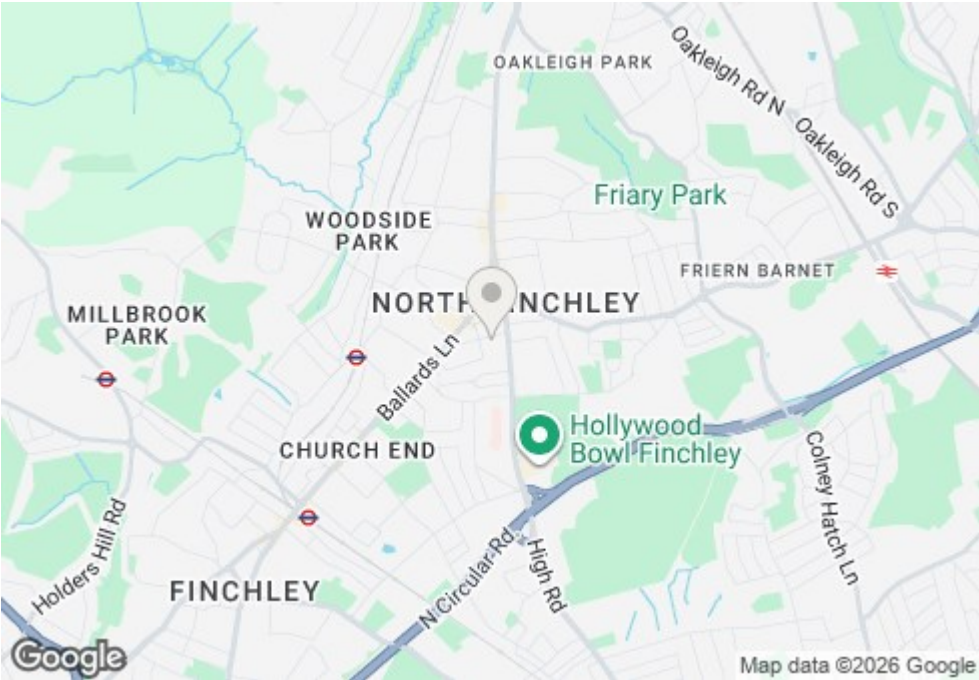 OAKLEIGH PARK
Oakleigh Rd N
Oakleigh Rd S
Friary Park
WOODSIDE
PARK
FRIERN BARNET
NORTH FINCHLEY
MILLBROOK
PARK
Ballards Ln
Hollywood
Bowl Finchley
CHURCH END
Colney Hatch Ln
Holders Hill Rd
N Circular Rd
High Rd
FINCHLEY
Google
Map data ©2026 Google